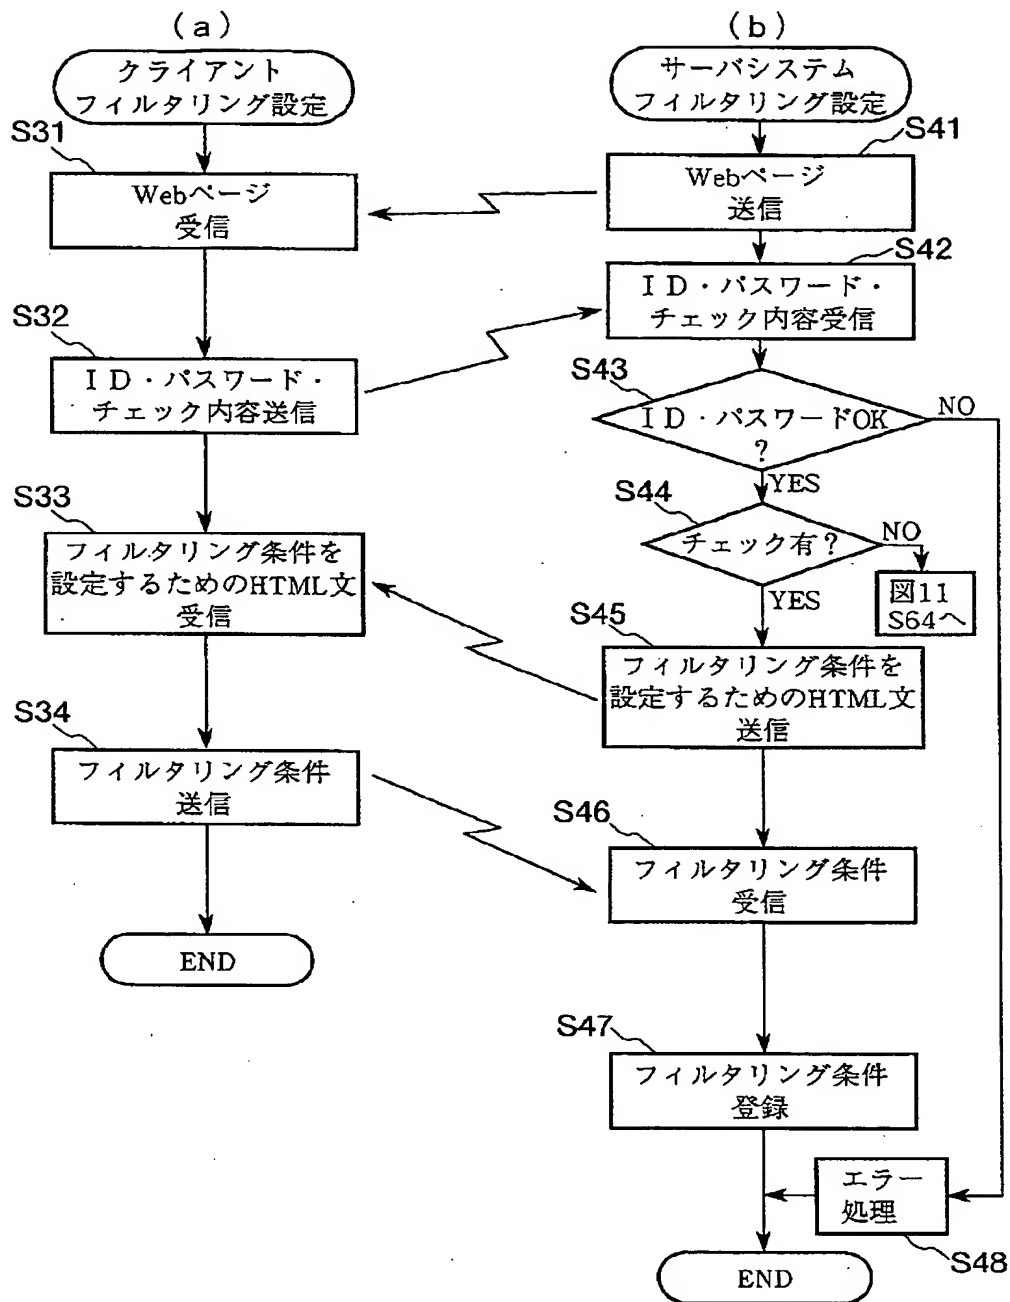 (a)
クライアント
フィルタリング設定
S31
Webページ
受信
S32
ID・パスワード・
チェック内容送信
S33
フィルタリング条件を
設定するためのHTML文
受信
S34
フィルタリング条件
送信
END
(b)
サーバシステム
フィルタリング設定
S41
Webページ
送信
S42
ID・パスワード・
チェック内容受信
S43
ID・パスワードOK
?
NO
YES
S44
チェック有?
NO
図11
S64へ
YES
S45
フィルタリング条件を
設定するためのHTML文
送信
S46
フィルタリング条件
受信
S47
フィルタリング条件
登録
エラー
処理
S48
END